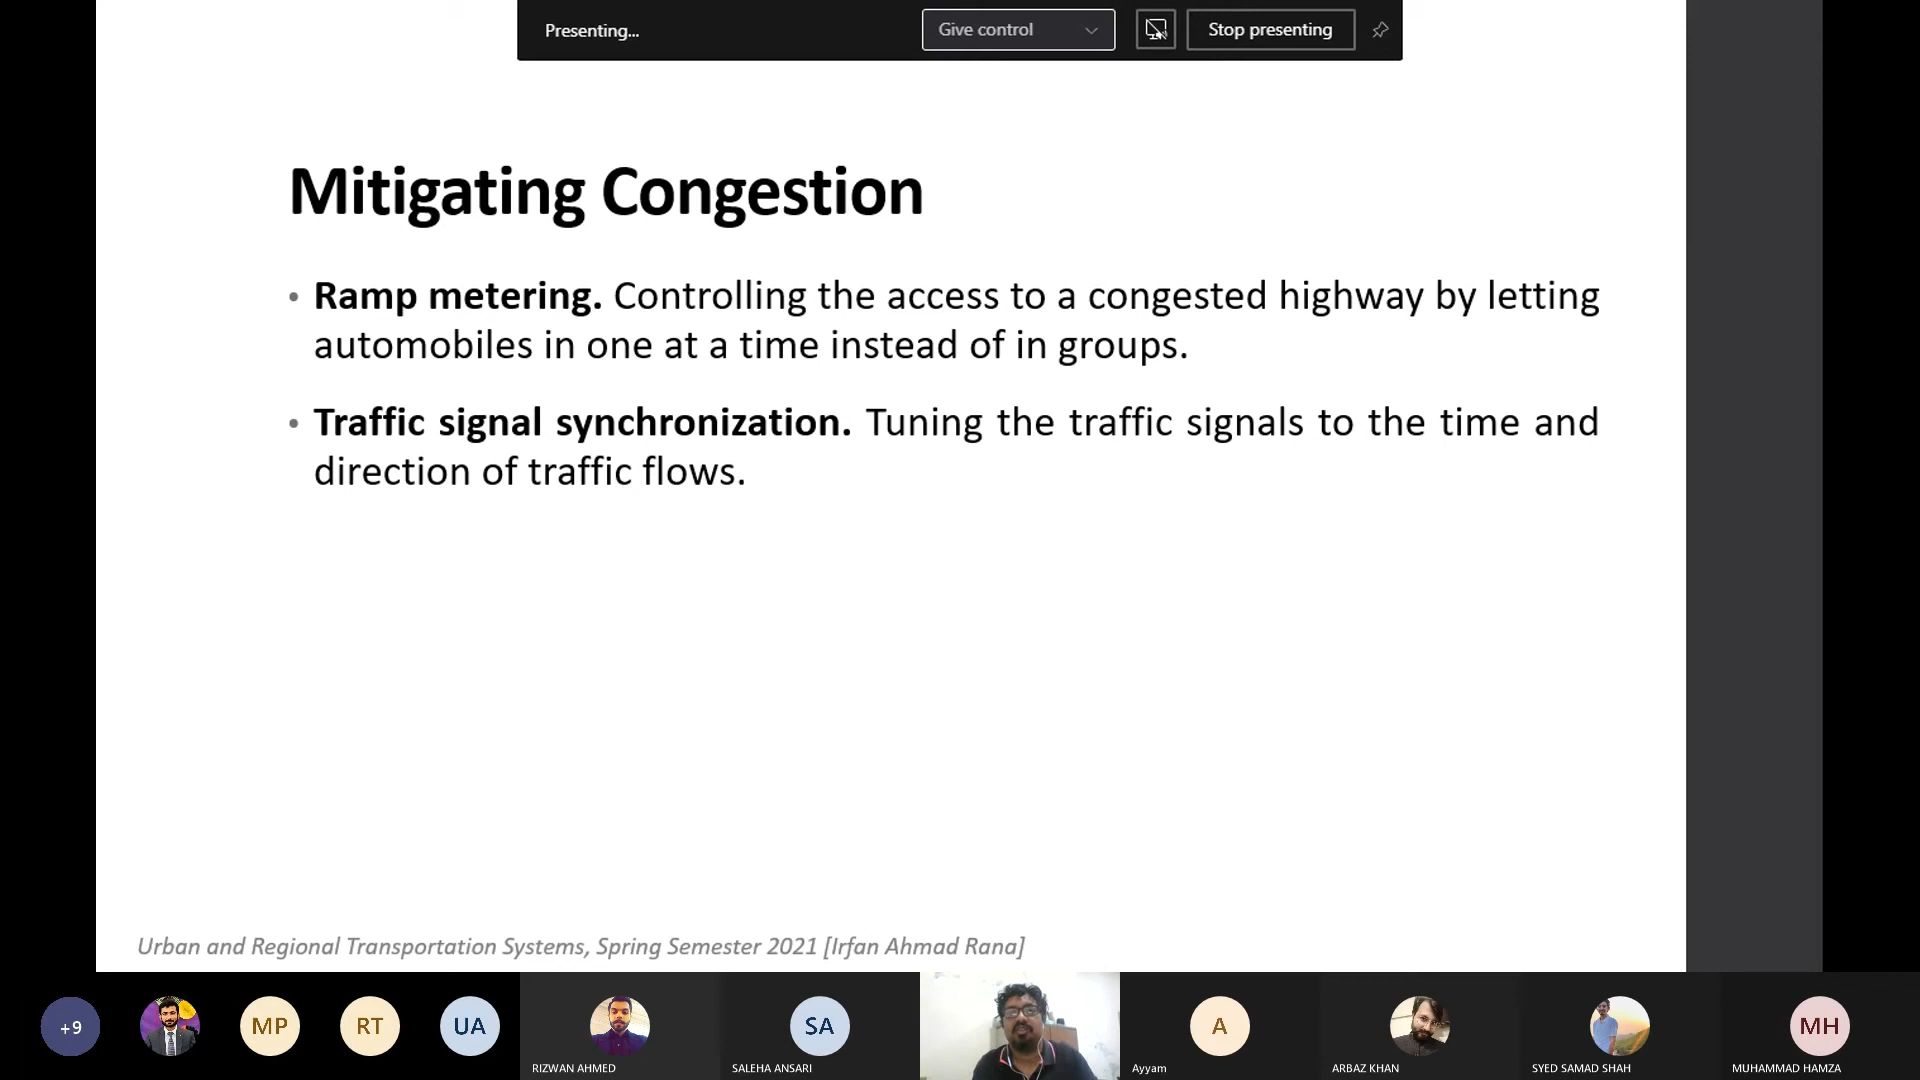 Presenting...
Give control
Stop presenting
Mitigating Congestion
• Ramp metering. Controlling the access to a congested highway by letting
automobiles in one at a time instead of in groups.
• Traffic signal synchronization. Tuning the traffic signals to the time and
direction of traffic flows.
Urban and Regional Transportation Systems, Spring Semester 2021 [Irfan Ahmad Rana]
+9
MP
RT
UA
SA
A
MH
RIZWAN AHMED
SALEHA ANSARI
Ayyam
ARBAZ KHAN
SYED SAMAD SHAH
MUHAMMAD HAMZA